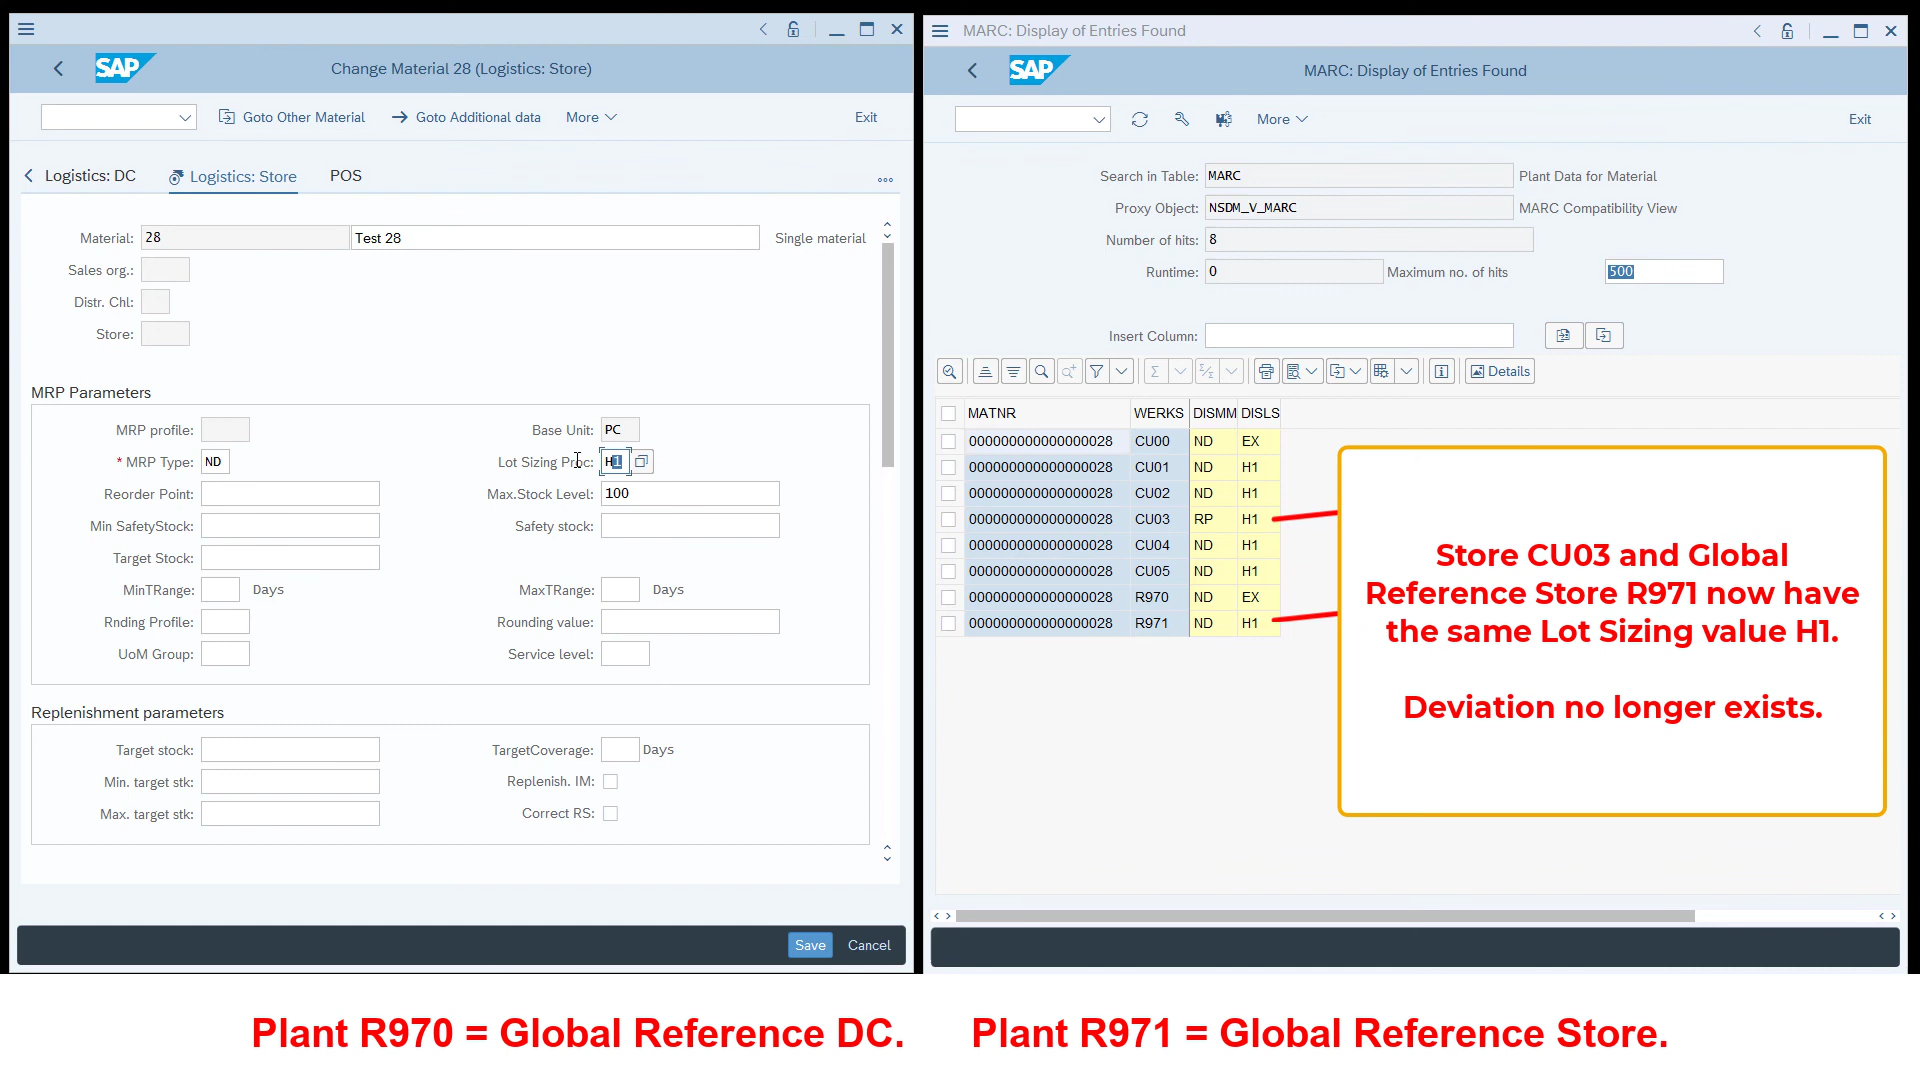 SAP
Change Material 28 (Logistics: Store)
Goto Other Material
Goto Additional data
More
Exit
Logistics: DC
Logistics: Store
POS
Material: 28 Test 28 Single material
Sales org.:
Distr. Chl:
Store:
MRP Parameters
MRP profile: Base Unit: PC
* MRP Type: ND Lot Sizing Proc: H1
Reorder Point: Max.Stock Level: 100
Min SafetyStock: Safety stock:
Target Stock:
MinTRange: Days MaxTRange: Days
Rnding Profile: Rounding value:
UoM Group: Service level:
Replenishment parameters
Target stock: TargetCoverage: Days
Min. target stk: Replenish. IM:
Max. target stk: Correct RS:
Save Cancel
MARC: Display of Entries Found
SAP
MARC: Display of Entries Found
More
Exit
Search in Table: MARC Plant Data for Material
Proxy Object: NSDM_V_MARC MARC Compatibility View
Number of hits: 8
Runtime: 0 Maximum no. of hits 500
Insert Column:
Details
MATNR WERKS DISMM DISLS
000000000000000028 CU00 ND EX
000000000000000028 CU01 ND H1
000000000000000028 CU02 ND H1
000000000000000028 CU03 RP H1
000000000000000028 CU04 ND H1
000000000000000028 CU05 ND H1
000000000000000028 R970 ND EX
000000000000000028 R971 ND H1
Store CU03 and Global
Reference Store R971 now have
the same Lot Sizing value H1.
Deviation no longer exists.
Plant R970 = Global Reference DC. Plant R971 = Global Reference Store.